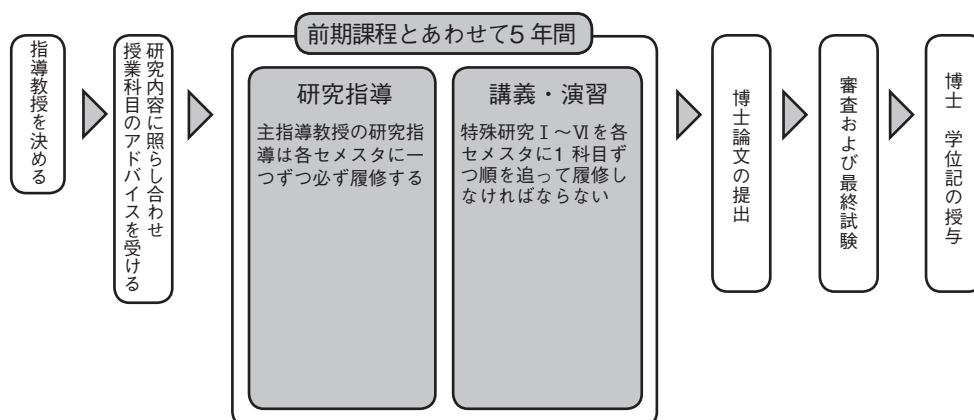 指導教授を決める
研究内容に照らし合わせ
授業科目のアドバイスを受ける
前期課程とあわせて5年間
研究指導
主指導教授の研究指
導は各セメスタに一
つずつ必ず履修する
講義・演習
特殊研究Ⅰ〜Ⅵを各
セメスタに1科目ず
つ順を追って履修し
なければならない
博士論文の提出
審査および最終試験
博士 学位記の授与